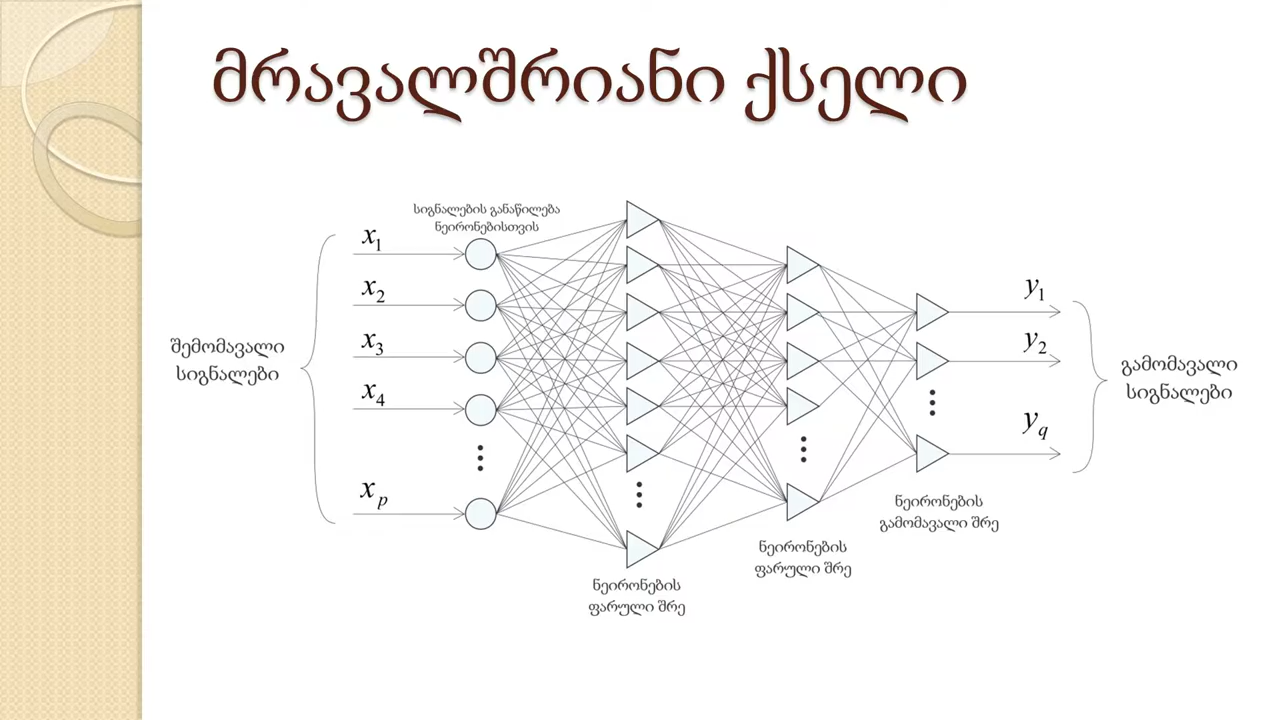 მრავალშრიანი ქსელი
სიგნალების განაწილება
ნეირონებისთვის
x1
x2
x3
x4
xp
შემომავალი
სიგნალები
y1
y2
yq
გამომავალი
სიგნალები
ნეირონების
ფარული შრე
ნეირონების
ფარული შრე
ნეირონების
გამომავალი შრე